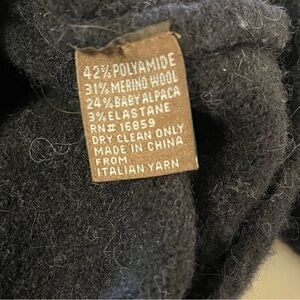 42% POLYAMIDE
31% MERINO WOOL
24% BABY ALPACA
3% ELASTANE
RN# 16859
DRY CLEAN ONLY
MADE IN CHINA
FROM
ITALIAN YARN